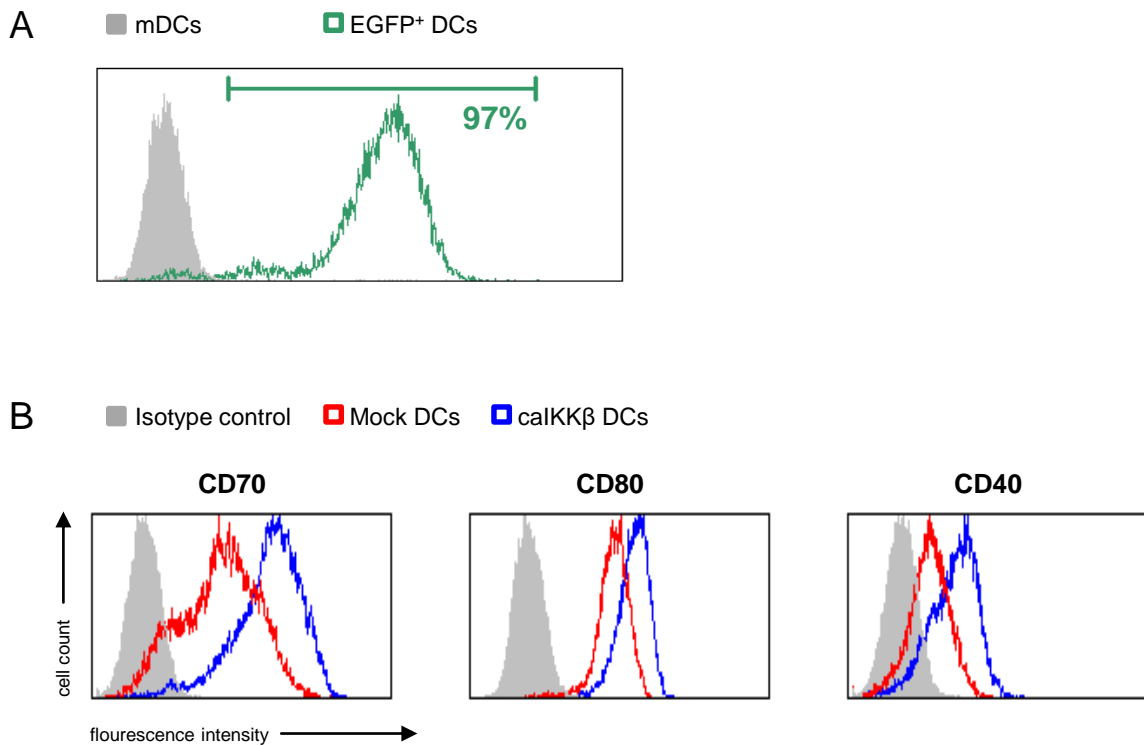 A
mDCs
EGFP⁺ DCs
97%
B
Isotype control
Mock DCs
caIKKβ DCs
CD70
CD80
CD40
cell count
flourescence intensity